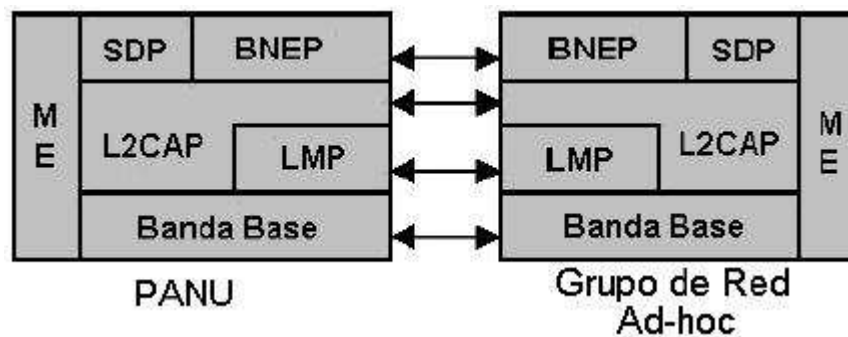 SDP BNEP
BNEP SDP
M
E
L2CAP
LMP
LMP
L2CAP
M
E
Banda Base
Banda Base
PANU
Grupo de Red
Ad-hoc